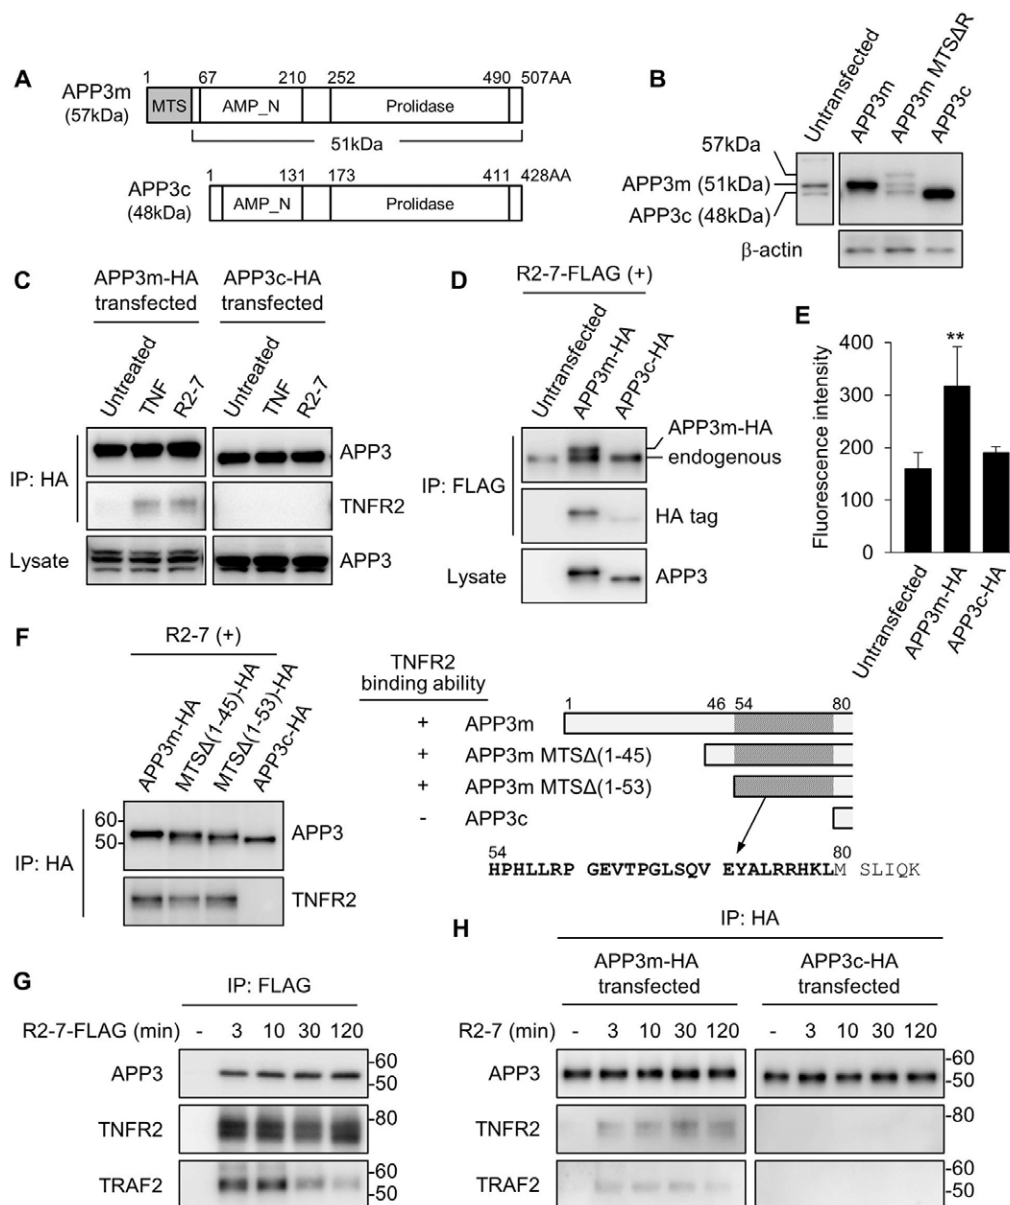 A
1 67 210 252 490 507AA
APP3m
(57kDa)
MTS AMP_N Prolidase
51kDa
1 131 173 411 428AA
APP3c
(48kDa)
AMP_N Prolidase
B
Untransfected
APP3m
APP3m MTSΔR
APP3c
57kDa
APP3m (51kDa)
APP3c (48kDa)
β-actin
C
APP3m-HA
transfected
APP3c-HA
transfected
Untreated
TNF
R2-7
Untreated
TNF
R2-7
IP: HA
APP3
TNFR2
Lysate
APP3
D
R2-7-FLAG (+)
Untransfected
APP3m-HA
APP3c-HA
APP3m-HA
endogenous
IP: FLAG
HA tag
Lysate
APP3
E
Fluorescence intensity
400
300
200
100
0
**
Untransfected
APP3m-HA
APP3c-HA
F
R2-7 (+)
APP3m-HA
MTSΔ(1-45)-HA
MTSΔ(1-53)-HA
APP3c-HA
60-
50-
IP: HA
APP3
TNFR2
TNFR2
binding ability
1 46 54 80
+ APP3m
+ APP3m MTSΔ(1-45)
+ APP3m MTSΔ(1-53)
- APP3c
54 80
HPHLLRP GEVTPGLSQV EYALRRHKLM SLIQK
G
IP: FLAG
R2-7-FLAG (min) - 3 10 30 120
APP3
-60
-50
TNFR2
-80
TRAF2
-60
-50
H
IP: HA
APP3m-HA
transfected
APP3c-HA
transfected
R2-7 (min) - 3 10 30 120 - 3 10 30 120
APP3
-60
-50
TNFR2
-80
TRAF2
-60
-50